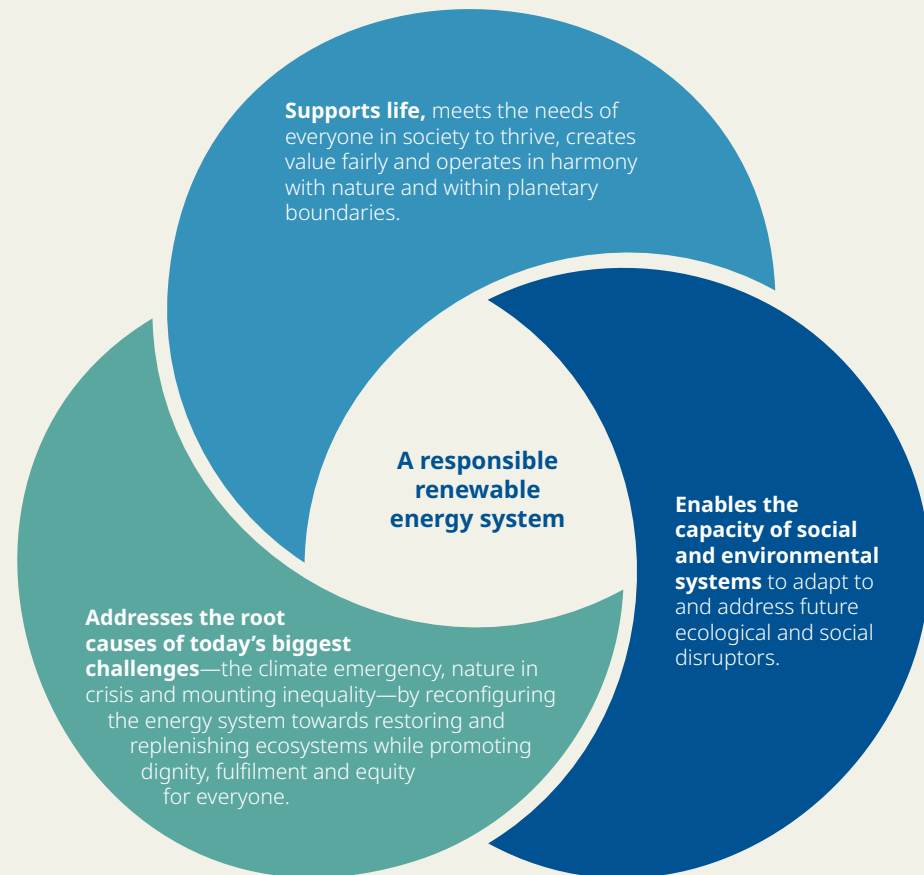 Supports life, meets the needs of
everyone in society to thrive, creates
value fairly and operates in harmony
with nature and within planetary
boundaries.
A responsible
renewable
energy system
Enables the
capacity of social
and environmental
systems to adapt to
and address future
ecological and social
disruptors.
Addresses the root
causes of today’s biggest
challenges—the climate emergency, nature in
crisis and mounting inequality—by reconfiguring
the energy system towards restoring and
replenishing ecosystems while promoting
dignity, fulfilment and equity
for everyone.